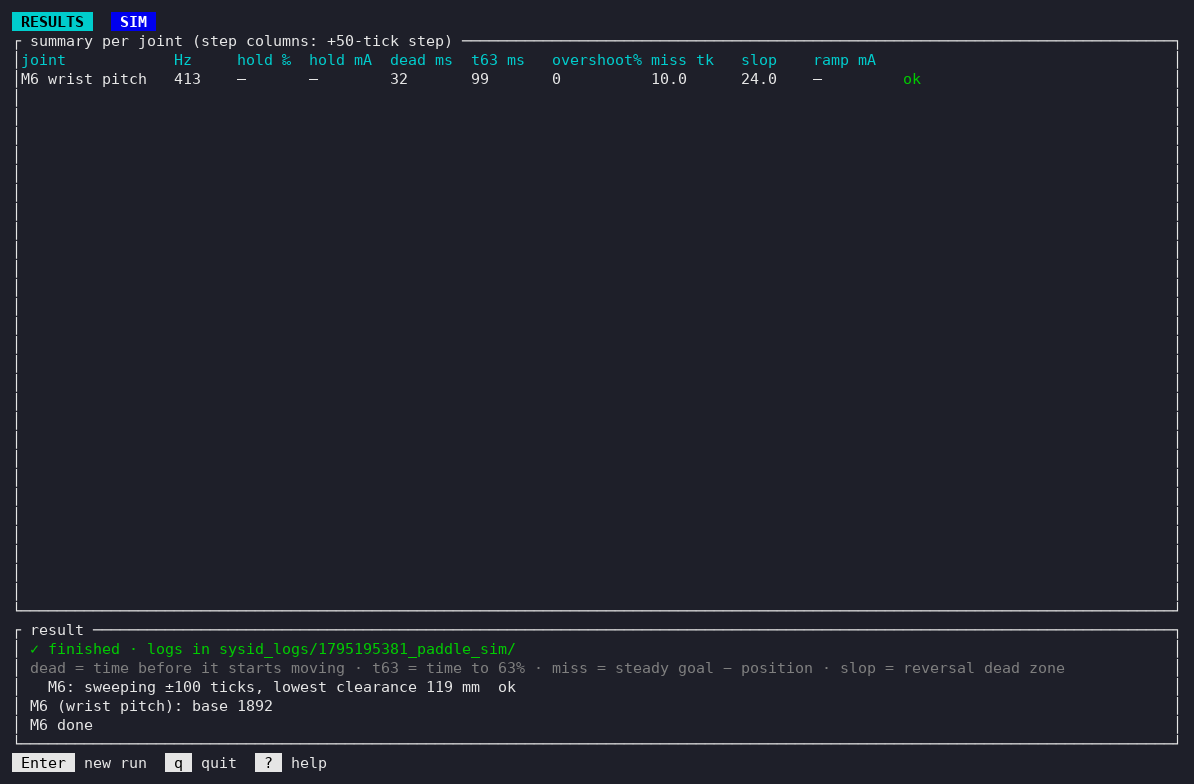 RESULTS SIM
summary per joint (step columns: +50-tick step)
joint Hz hold % hold mA dead ms t63 ms overshoot% miss tk slop ramp mA
M6 wrist pitch 413 — — 32 99 0 10.0 24.0 — ok
result
✓ finished · logs in sysid_logs/1795195381_paddle_sim/
dead = time before it starts moving · t63 = time to 63% · miss = steady goal − position · slop = reversal dead zone
M6: sweeping ±100 ticks, lowest clearance 119 mm ok
M6 (wrist pitch): base 1892
M6 done
Enter new run q quit ? help